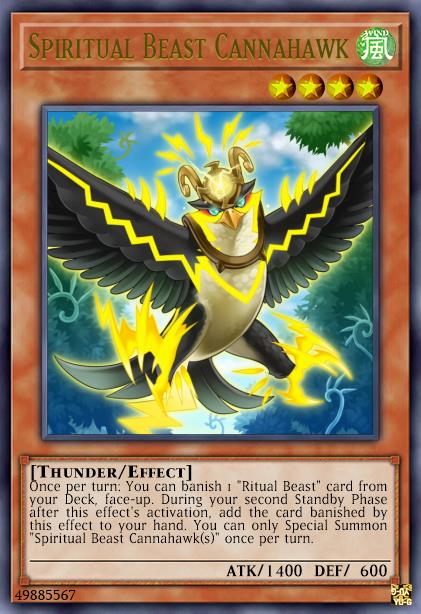 Spiritual Beast Cannahawk
WIND
風
[Thunder/Effect]
Once per turn: You can banish 1 "Ritual Beast" card from
your Deck, face-up. During your second Standby Phase
after this effect's activation, add the card banished by
this effect to your hand. You can only Special Summon
"Spiritual Beast Cannahawk(s)" once per turn.
ATK/1400 DEF/ 600
49885567